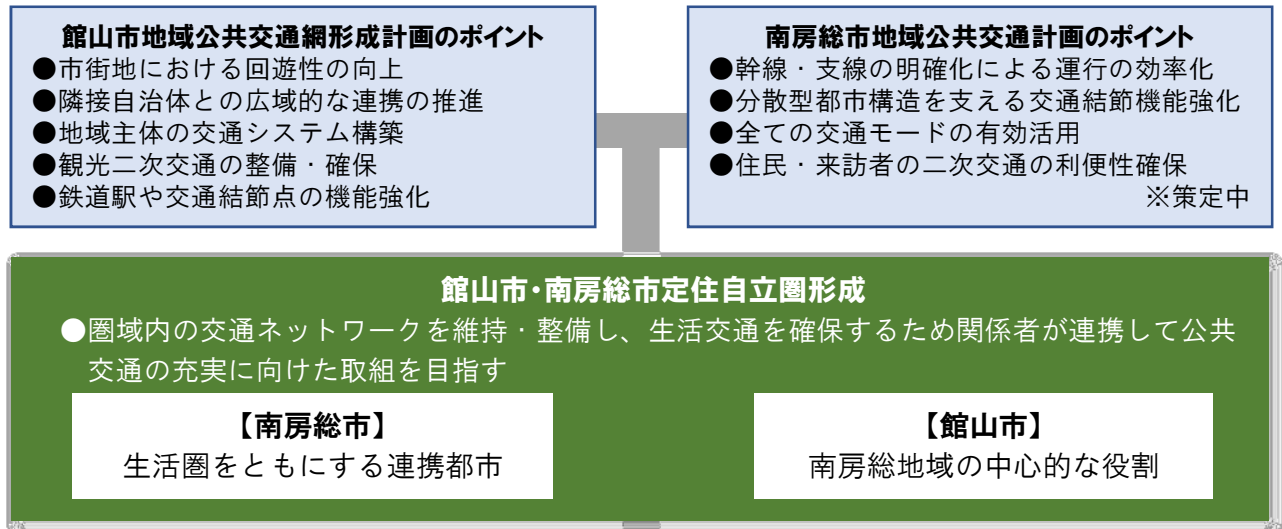 館山市地域公共交通網形成計画のポイント
●市街地における回遊性の向上
●隣接自治体との広域的な連携の推進
●地域主体の交通システム構築
●観光二次交通の整備・確保
●鉄道駅や交通結節点の機能強化
南房総市地域公共交通計画のポイント
●幹線・支線の明確化による運行の効率化
●分散型都市構造を支える交通結節機能強化
●全ての交通モードの有効活用
●住民・来訪者の二次交通の利便性確保
※策定中
館山市・南房総市定住自立圏形成
●圏域内の交通ネットワークを維持・整備し、生活交通を確保するため関係者が連携して公共
交通の充実に向けた取組を目指す
【南房総市】
生活圏をともにする連携都市
【館山市】
南房総地域の中心的な役割